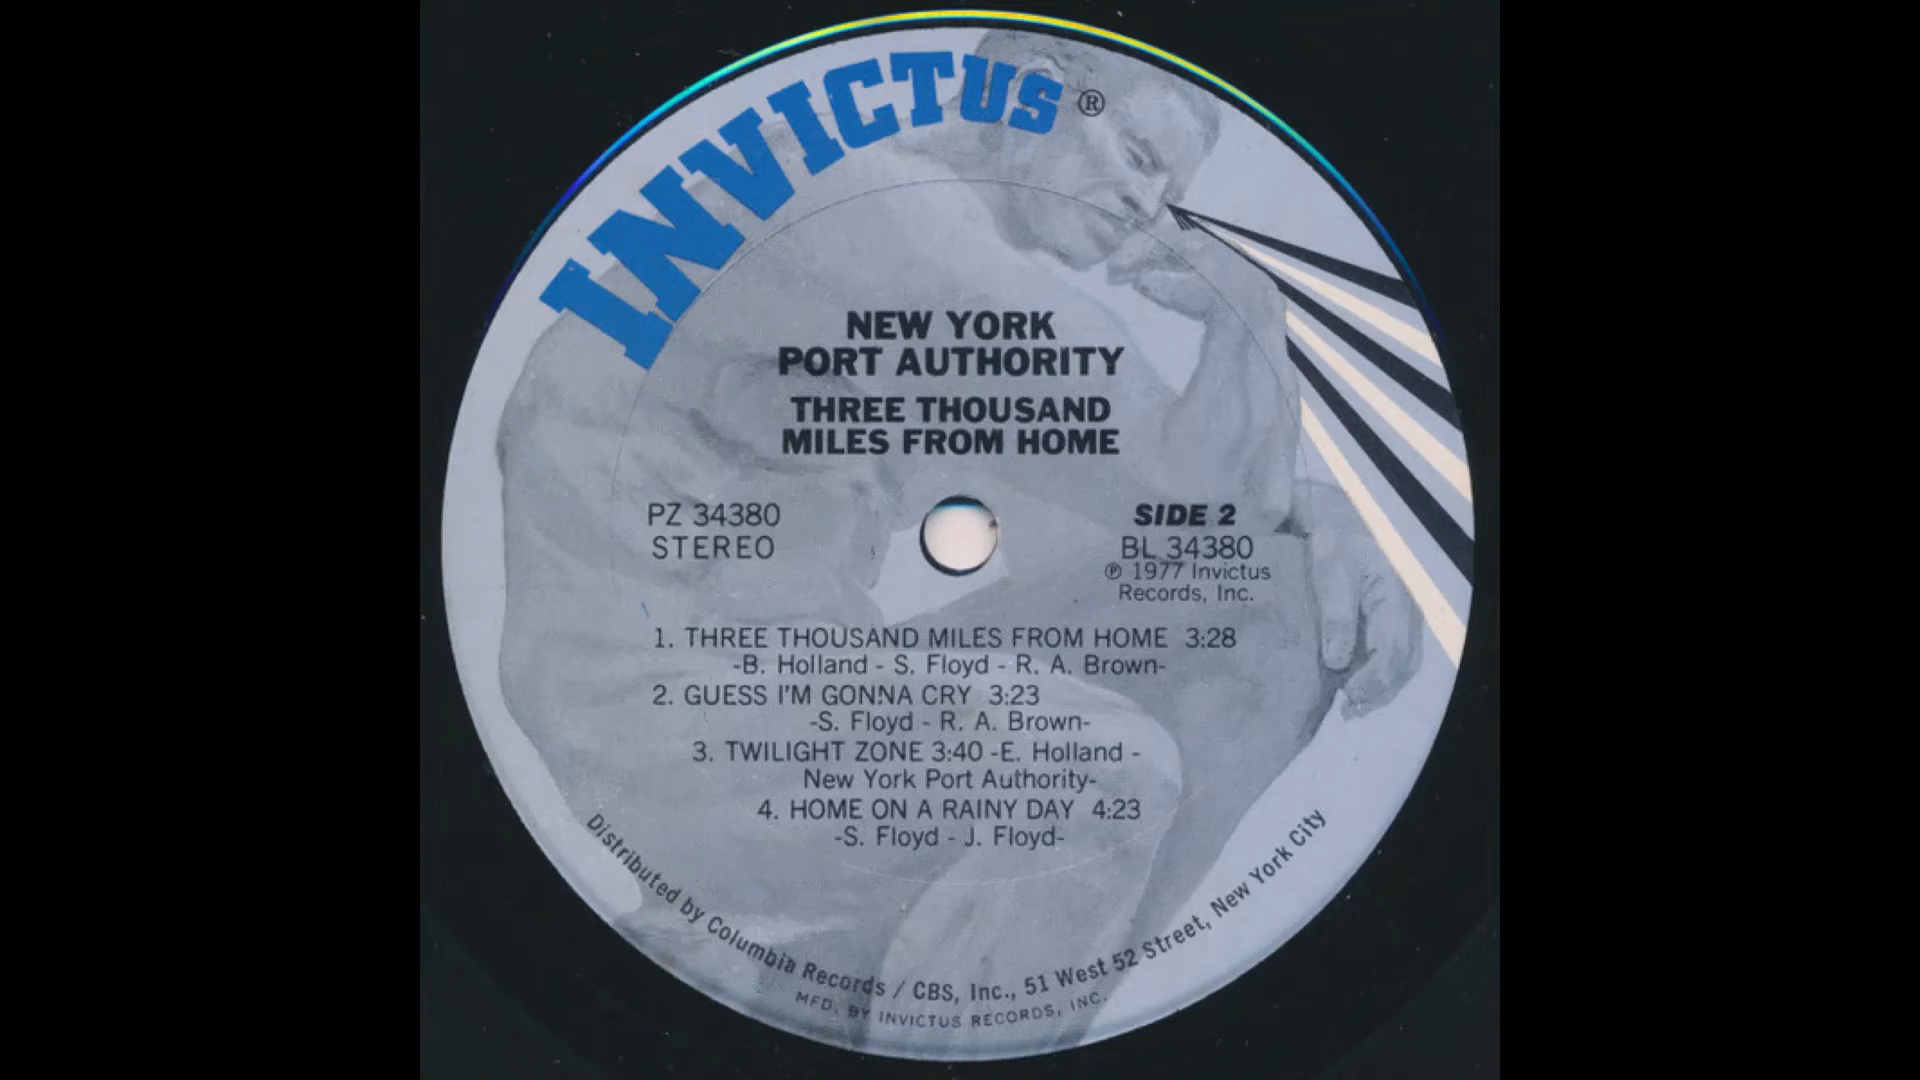 INVICTUS ®
NEW YORK
PORT AUTHORITY
THREE THOUSAND
MILES FROM HOME
PZ 34380
STEREO
SIDE 2
BL 34380
℗ 1977 Invictus
Records, Inc.
1. THREE THOUSAND MILES FROM HOME 3:28
-B. Holland - S. Floyd - R. A. Brown-
2. GUESS I'M GONNA CRY 3:23
-S. Floyd - R. A. Brown-
3. TWILIGHT ZONE 3:40 -E. Holland -
New York Port Authority-
4. HOME ON A RAINY DAY 4:23
-S. Floyd - J. Floyd-
Distributed by Columbia Records / CBS, Inc., 51 West 52 Street, New York City
MFD. BY INVICTUS RECORDS, INC.